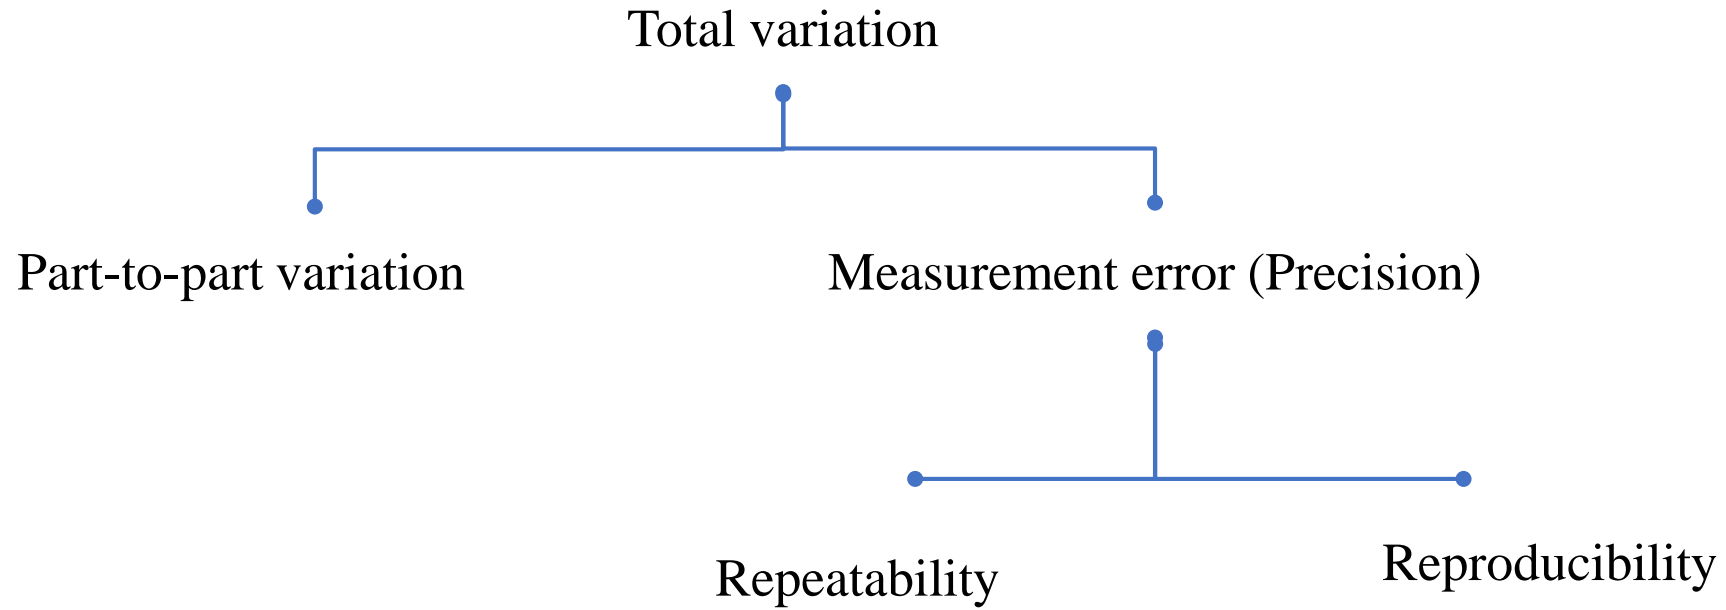 Total variation
Part-to-part variation
Measurement error (Precision)
Repeatability
Reproducibility